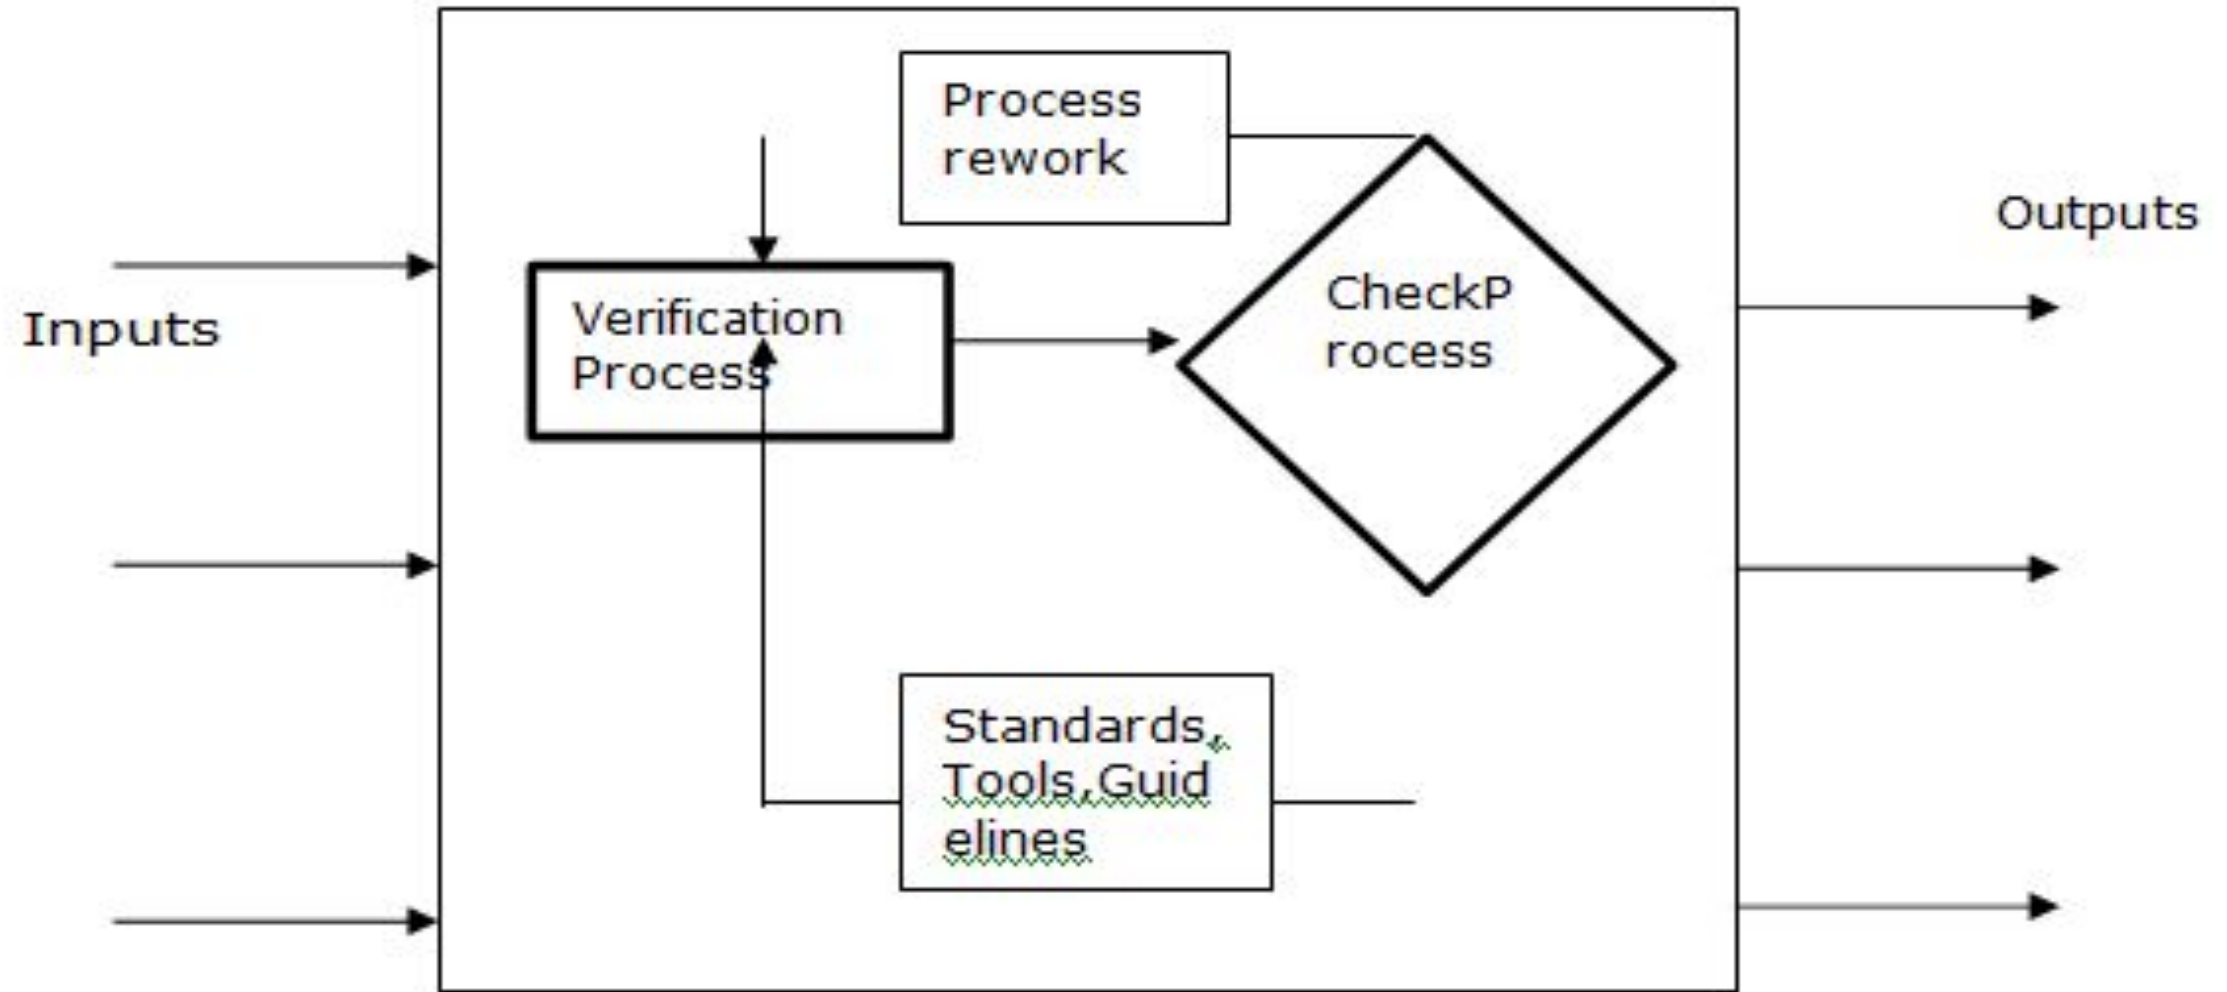 Process
rework
Outputs
CheckP
rocess
Inputs
Verification
Process
Standards,
Tools,Guid
elines